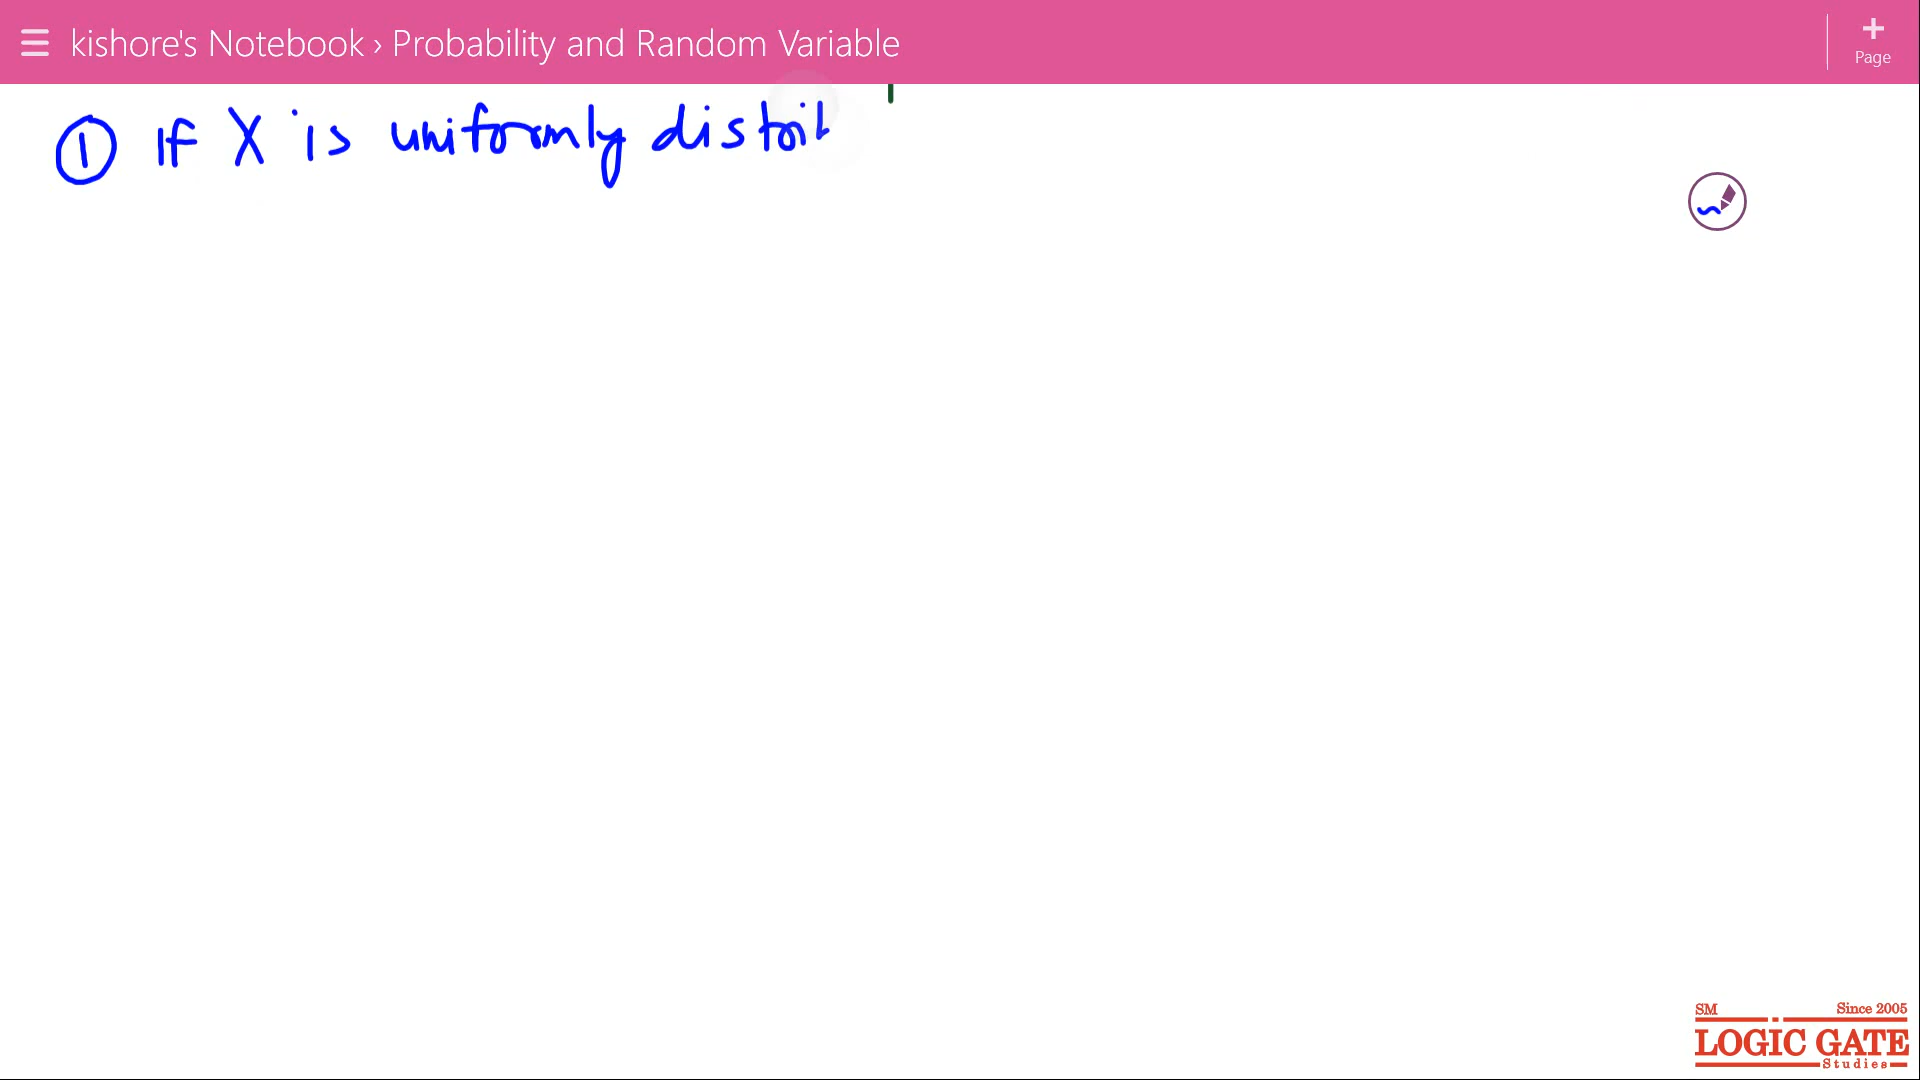 kishore's Notebook › Probability and Random Variable
Page
① If X is uniformly distrib
SM Since 2005
LOGIC GATE
Studies